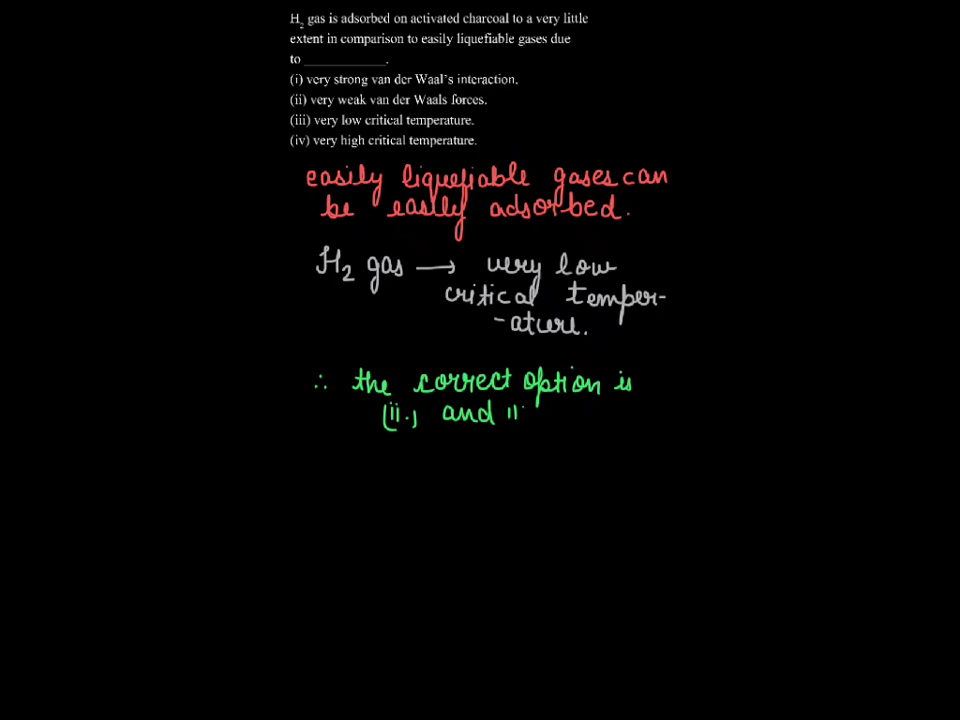 H₂ gas is adsorbed on activated charcoal to a very little
extent in comparison to easily liquefiable gases due
to ______________.
(i) very strong van der Waal's interaction.
(ii) very weak van der Waals forces.
(iii) very low critical temperature.
(iv) very high critical temperature.
easily liquefiable gases can
be easily adsorbed.
H₂ gas → very low
critical temper-
-ature.
∴ the correct option is
(ii.) and